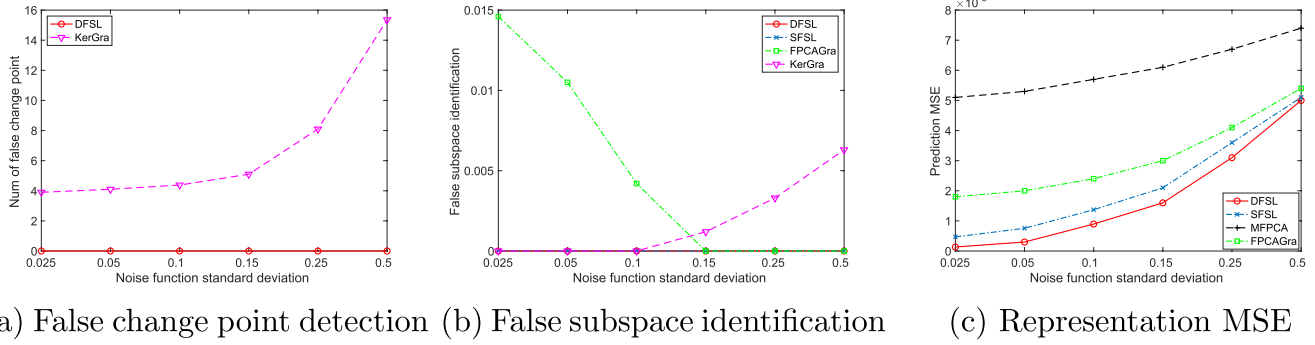 16
14
12
10
8
6
4
2
0
Num of false change point
DFSL
KerGra
0.025 0.05 0.1 0.15 0.25 0.5
Noise function standard deviation
0.015
0.01
0.005
0
False subspace identification
DFSL
SFSL
FPCAGra
KerGra
0.025 0.05 0.1 0.15 0.25 0.5
Noise function standard deviation
8
7
6
5
4
3
2
1
0
Prediction MSE
DFSL
SFSL
MFPCA
FPCAGra
0.025 0.05 0.1 0.15 0.25 0.5
Noise function standard deviation
a) False change point detection (b) False subspace identification (c) Representation MSE